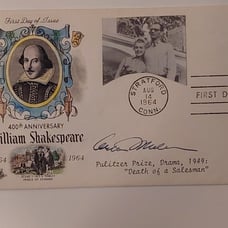 First Day of Issue
400th ANNIVERSARY
William Shakespeare
1964
STRATFORD
AUG
14
1964
CONN.
FIRST D
Pulitzer Prize, Drama, 1949:
"Death of a Salesman"